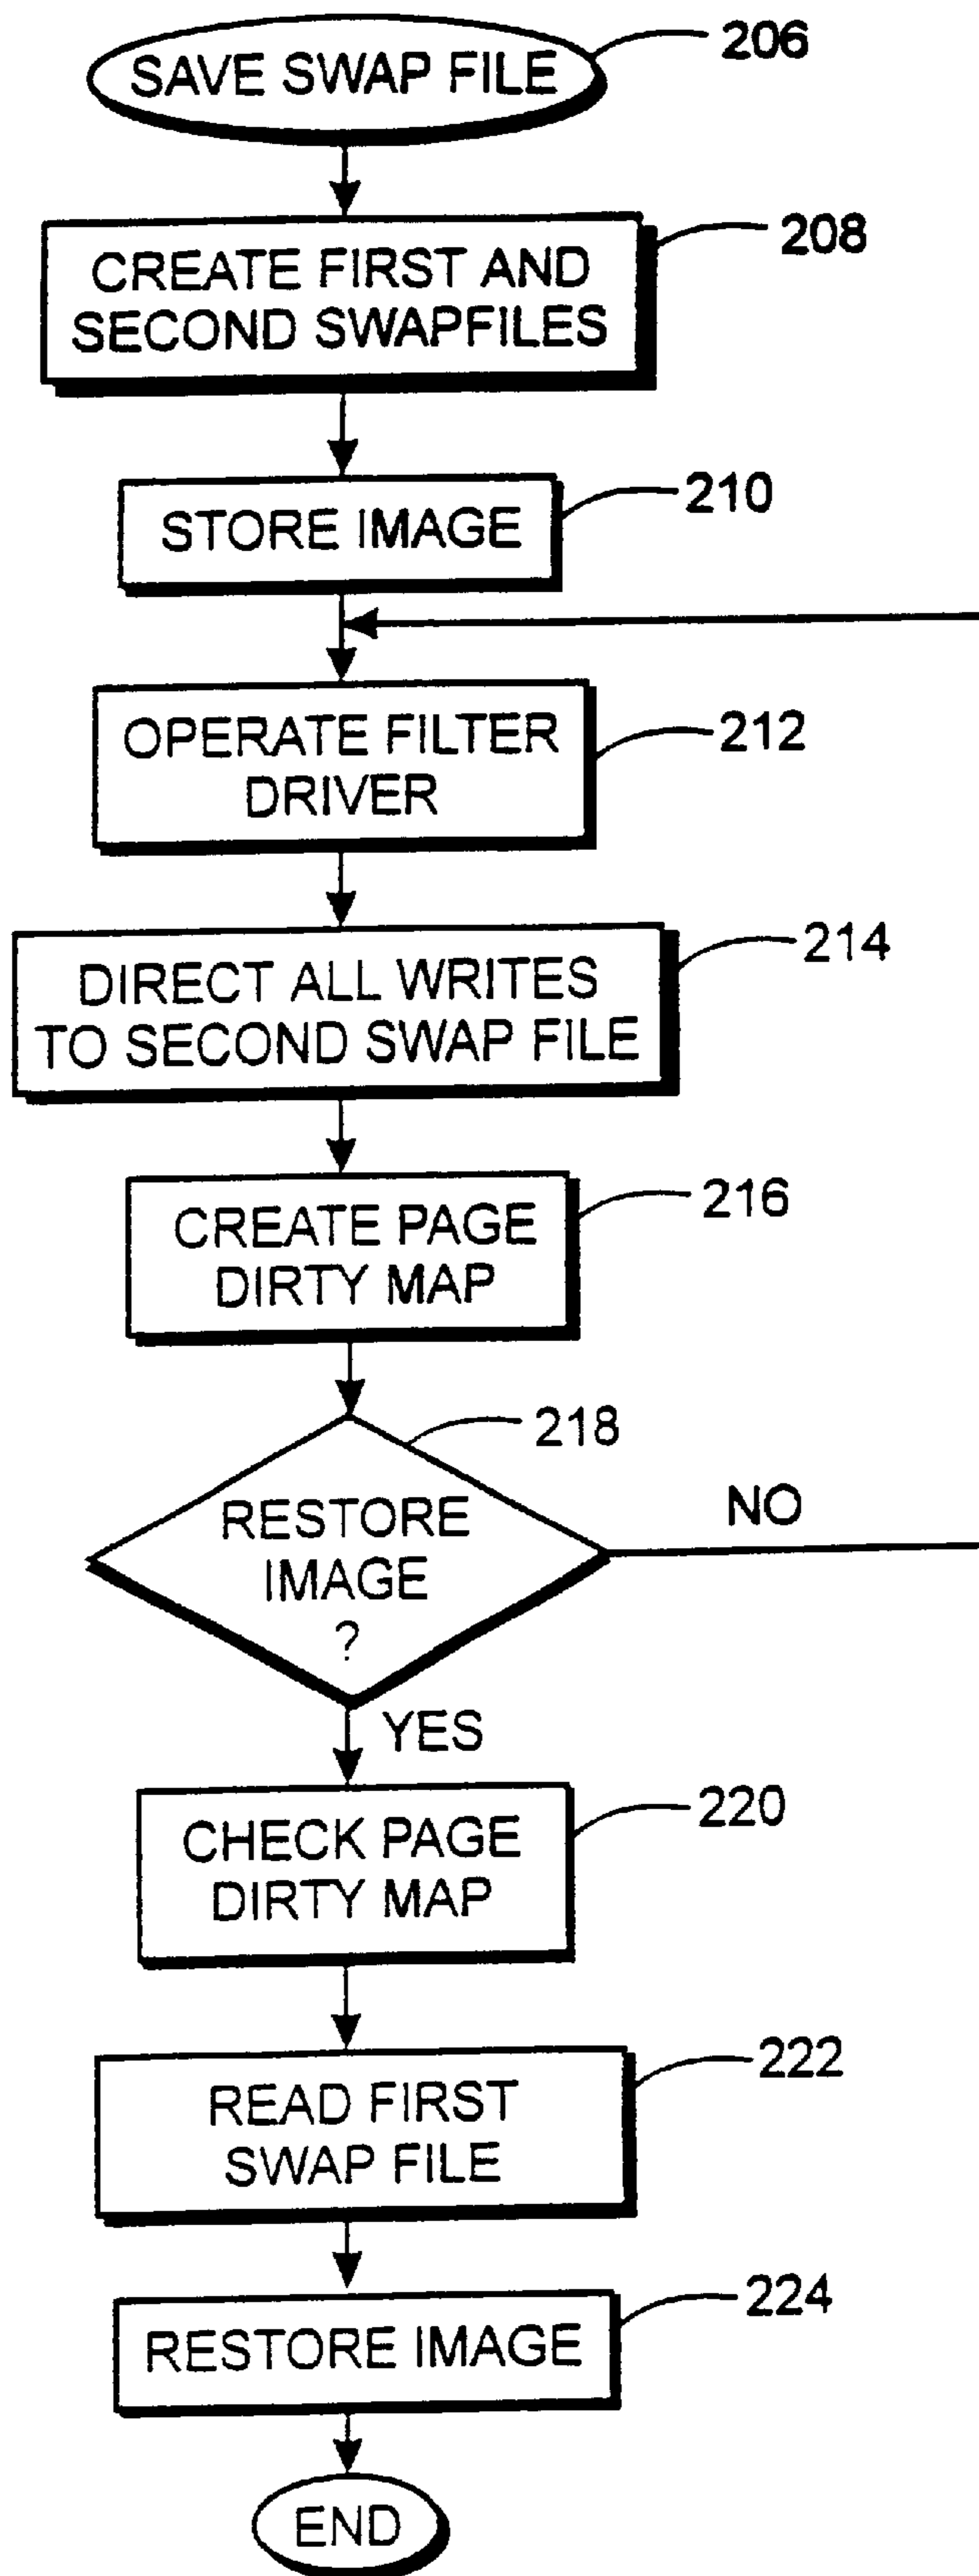 SAVE SWAP FILE
206
CREATE FIRST AND
SECOND SWAPFILES
208
STORE IMAGE
210
OPERATE FILTER
DRIVER
212
DIRECT ALL WRITES
TO SECOND SWAP FILE
214
CREATE PAGE
DIRTY MAP
216
RESTORE
IMAGE
?
218
NO
YES
CHECK PAGE
DIRTY MAP
220
READ FIRST
SWAP FILE
222
RESTORE IMAGE
224
END